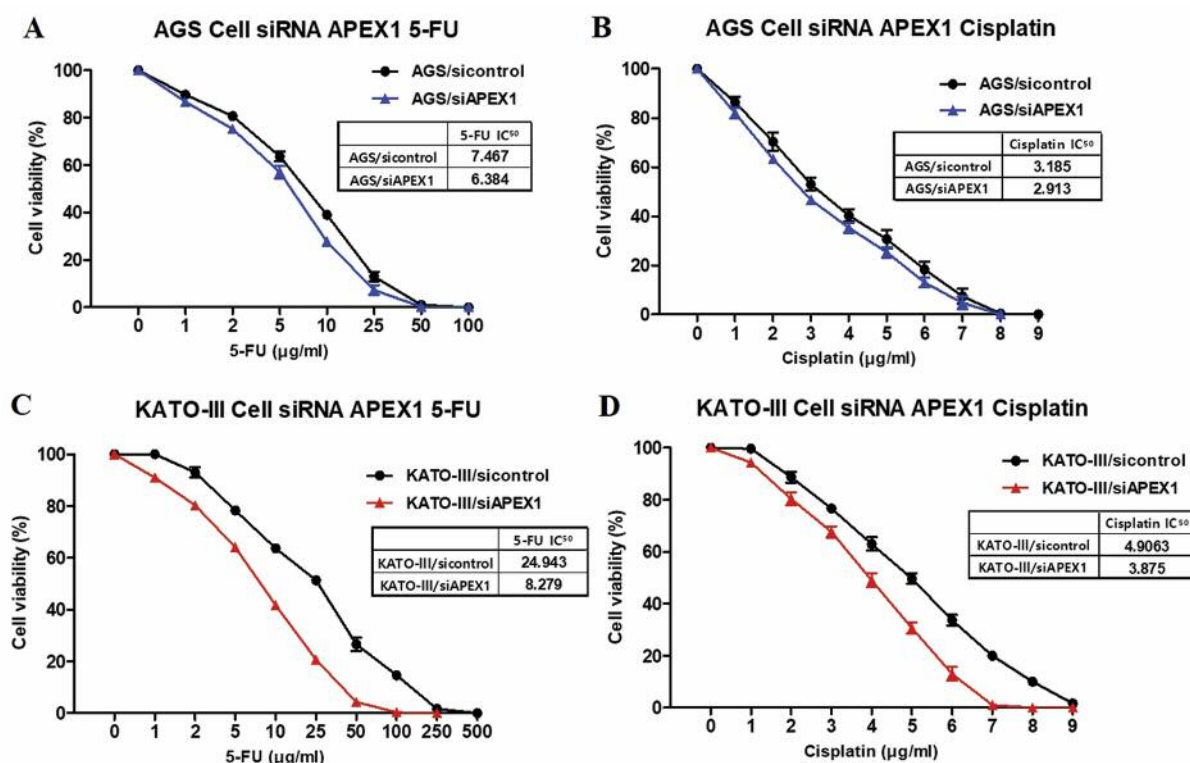 A
AGS Cell siRNA APEX1 5-FU
100
80
60
40
20
0
Cell viability (%)
AGS/sicontrol
AGS/siAPEX1
5-FU IC⁵⁰
AGS/sicontrol 7.467
AGS/siAPEX1 6.384
0 1 2 5 10 25 50 100
5-FU (µg/ml)
B
AGS Cell siRNA APEX1 Cisplatin
100
80
60
40
20
0
Cell viability (%)
AGS/sicontrol
AGS/siAPEX1
Cisplatin IC⁵⁰
AGS/sicontrol 3.185
AGS/siAPEX1 2.913
0 1 2 3 4 5 6 7 8 9
Cisplatin (µg/ml)
C
KATO-III Cell siRNA APEX1 5-FU
100
80
60
40
20
0
Cell viability (%)
KATO-III/sicontrol
KATO-III/siAPEX1
5-FU IC⁵⁰
KATO-III/sicontrol 24.943
KATO-III/siAPEX1 8.279
0 1 2 5 10 25 50 100 250 500
5-FU (µg/ml)
D
KATO-III Cell siRNA APEX1 Cisplatin
100
80
60
40
20
0
Cell viability (%)
KATO-III/sicontrol
KATO-III/siAPEX1
Cisplatin IC⁵⁰
KATO-III/sicontrol 4.9063
KATO-III/siAPEX1 3.875
0 1 2 3 4 5 6 7 8 9
Cisplatin (µg/ml)